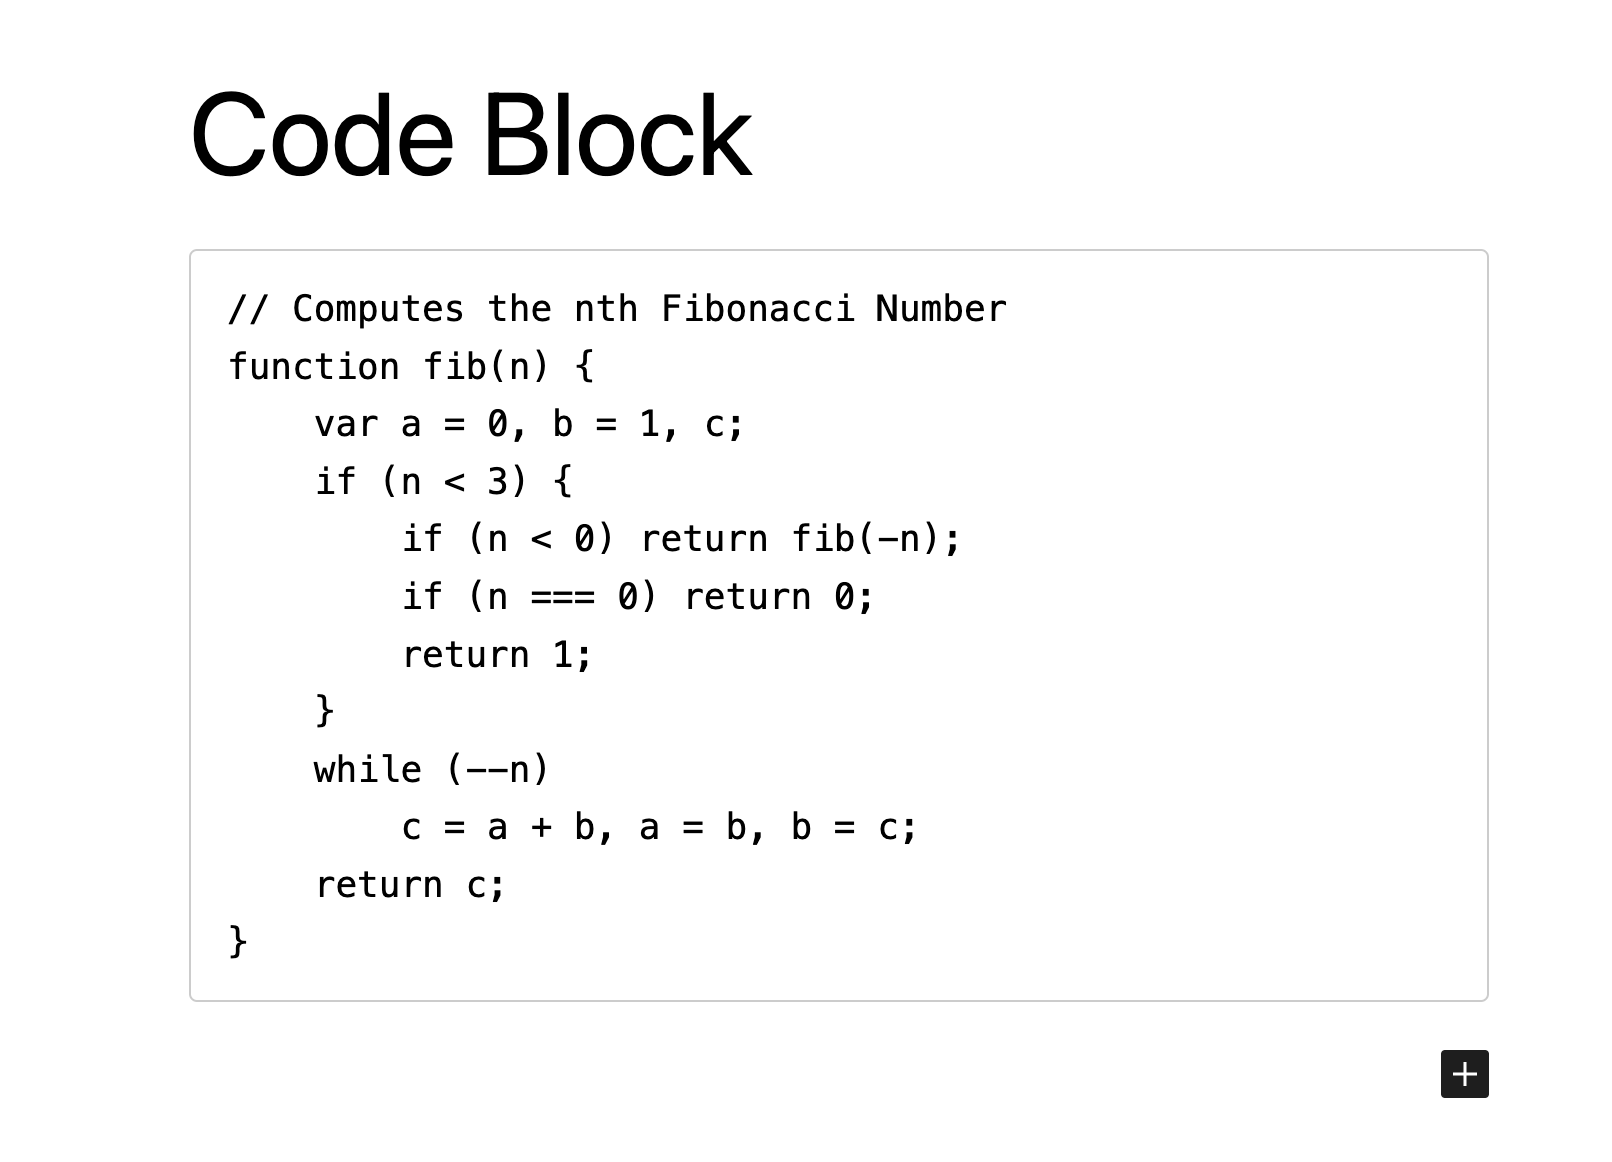 Code Block
// Computes the nth Fibonacci Number
function fib(n) {
    var a = 0, b = 1, c;
    if (n < 3) {
        if (n < 0) return fib(-n);
        if (n === 0) return 0;
        return 1;
    }
    while (--n)
        c = a + b, a = b, b = c;
    return c;
}